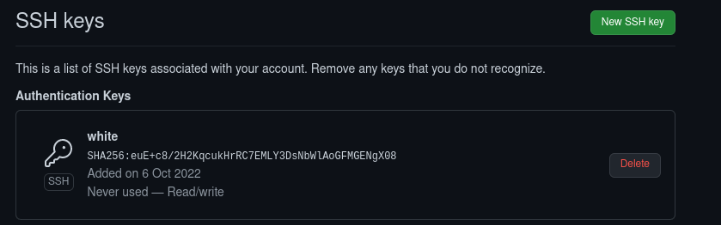 SSH keys
New SSH key
This is a list of SSH keys associated with your account. Remove any keys that you do not recognize.
Authentication Keys
white
SHA256:euE+c8/2H2KqcukHrRC7EMLY3DsNbWlAoGFMGENgX08
Added on 6 Oct 2022
Never used — Read/write
SSH
Delete